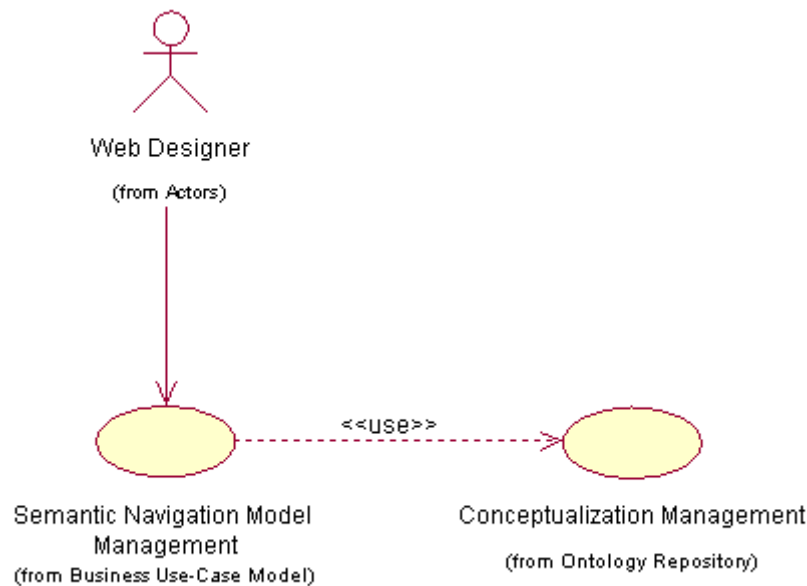 Web Designer
(from Actors)
<<use>>
Semantic Navigation Model
Management
(from Business Use-Case Model)
Conceptualization Management
(from Ontology Repository)